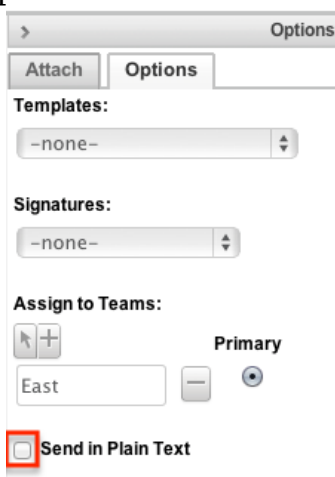 > Options
Attach Options
Templates:
-none-
Signatures:
-none-
Assign to Teams:
Primary
East
Send in Plain Text